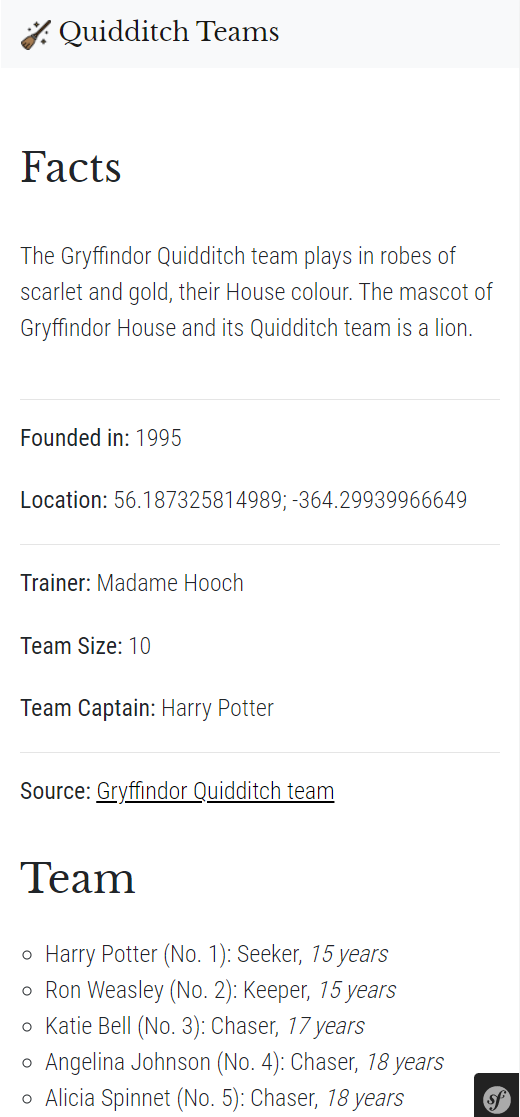 Quidditch Teams
Facts
The Gryffindor Quidditch team plays in robes of
scarlet and gold, their House colour. The mascot of
Gryffindor House and its Quidditch team is a lion.
Founded in: 1995
Location: 56.187325814989; -364.29939966649
Trainer: Madame Hooch
Team Size: 10
Team Captain: Harry Potter
Source: Gryffindor Quidditch team
Team
Harry Potter (No. 1): Seeker, 15 years
Ron Weasley (No. 2): Keeper, 15 years
Katie Bell (No. 3): Chaser, 17 years
Angelina Johnson (No. 4): Chaser, 18 years
Alicia Spinnet (No. 5): Chaser, 18 years
sf